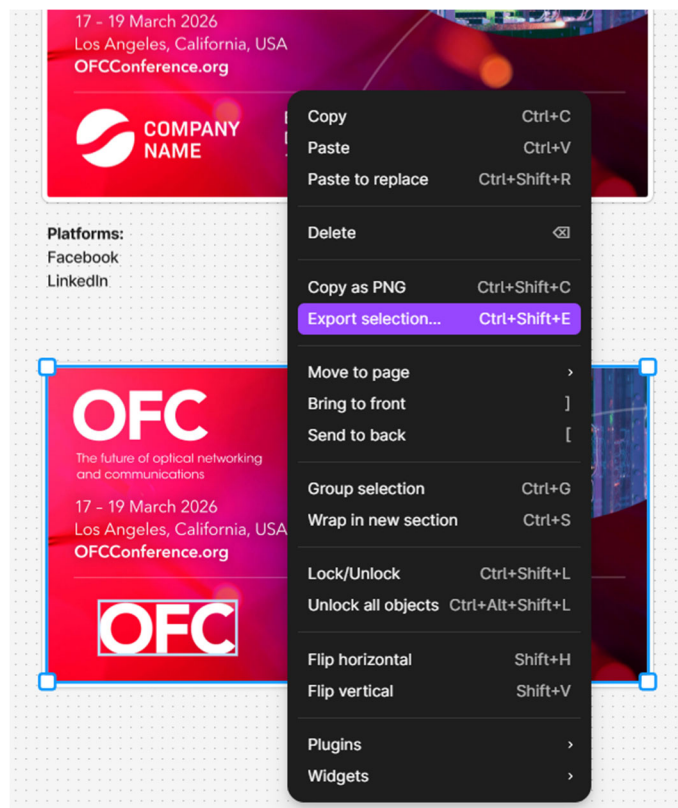 17 - 19 March 2026
Los Angeles, California, USA
OFCConference.org
COMPANY
NAME
Platforms:
Facebook
LinkedIn
OFC
The future of optical networking
and communications
17 - 19 March 2026
Los Angeles, California, USA
OFCConference.org
OFC
Copy Ctrl+C
Paste Ctrl+V
Paste to replace Ctrl+Shift+R
Delete ⌫
Copy as PNG Ctrl+Shift+C
Export selection... Ctrl+Shift+E
Move to page ›
Bring to front ]
Send to back [
Group selection Ctrl+G
Wrap in new section Ctrl+S
Lock/Unlock Ctrl+Shift+L
Unlock all objects Ctrl+Alt+Shift+L
Flip horizontal Shift+H
Flip vertical Shift+V
Plugins ›
Widgets ›